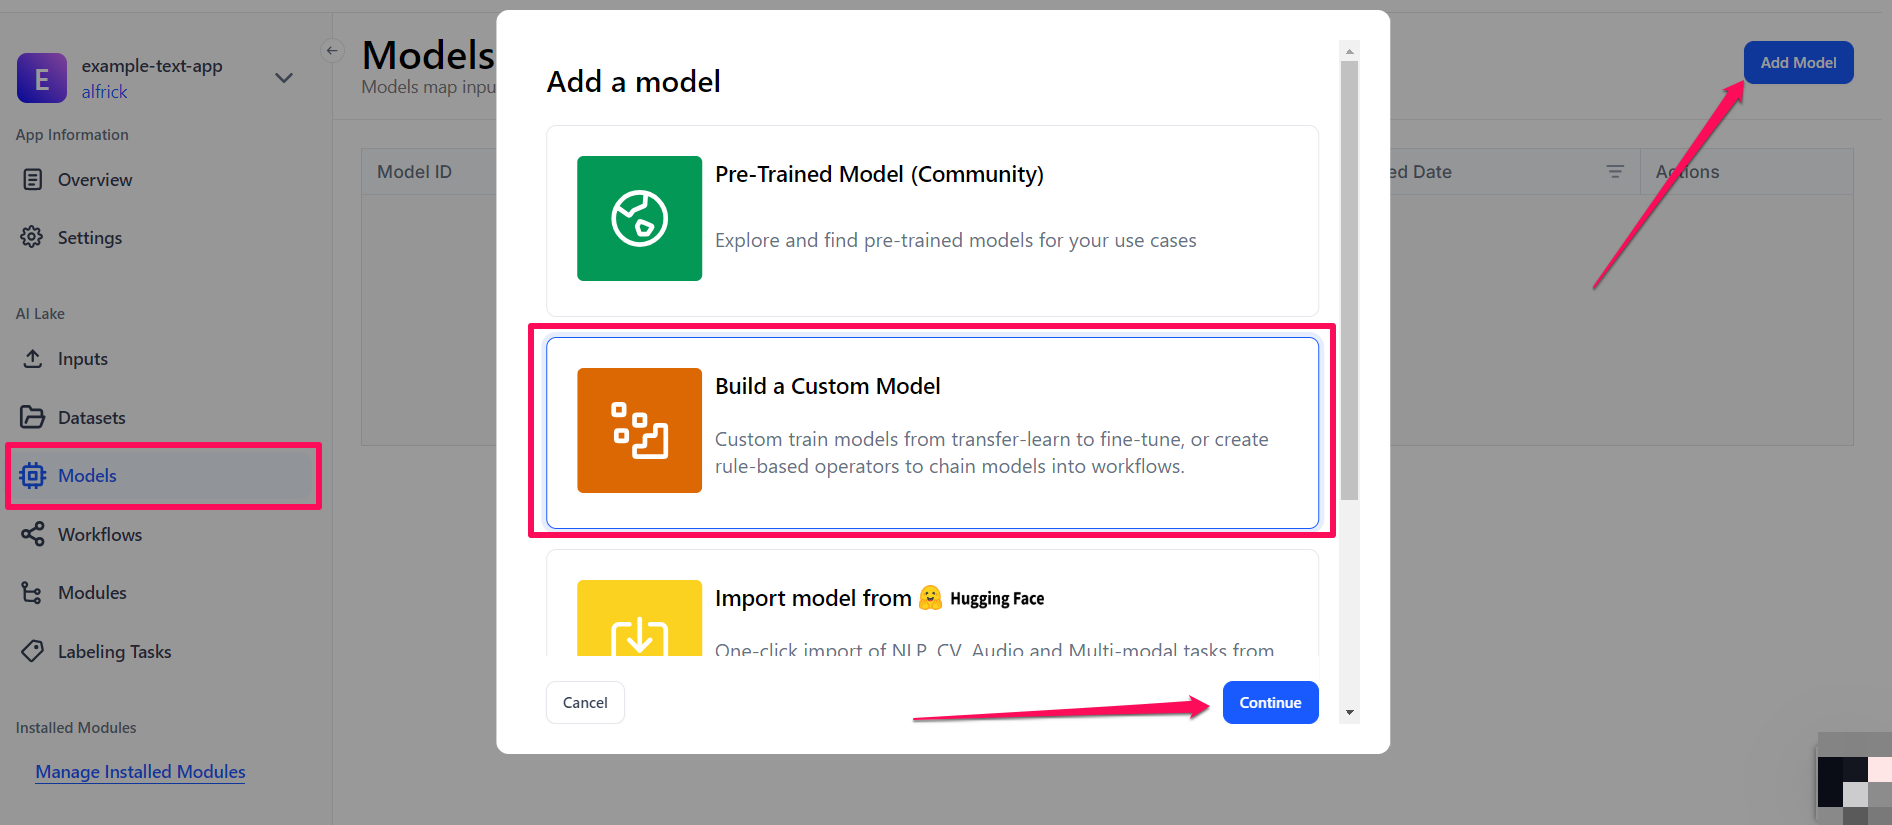 E
example-text-app
alfrick
App Information
Overview
Settings
AI Lake
Inputs
Datasets
Models
Workflows
Modules
Labeling Tasks
Installed Modules
Manage Installed Modules
Models
Models map inpu
Add Model
Model ID
ed Date
Actions
Add a model
Pre-Trained Model (Community)
Explore and find pre-trained models for your use cases
Build a Custom Model
Custom train models from transfer-learn to fine-tune, or create
rule-based operators to chain models into workflows.
Import model from 🤗 Hugging Face
One-click import of NLP, CV, Audio and Multi-modal tasks from
Cancel
Continue